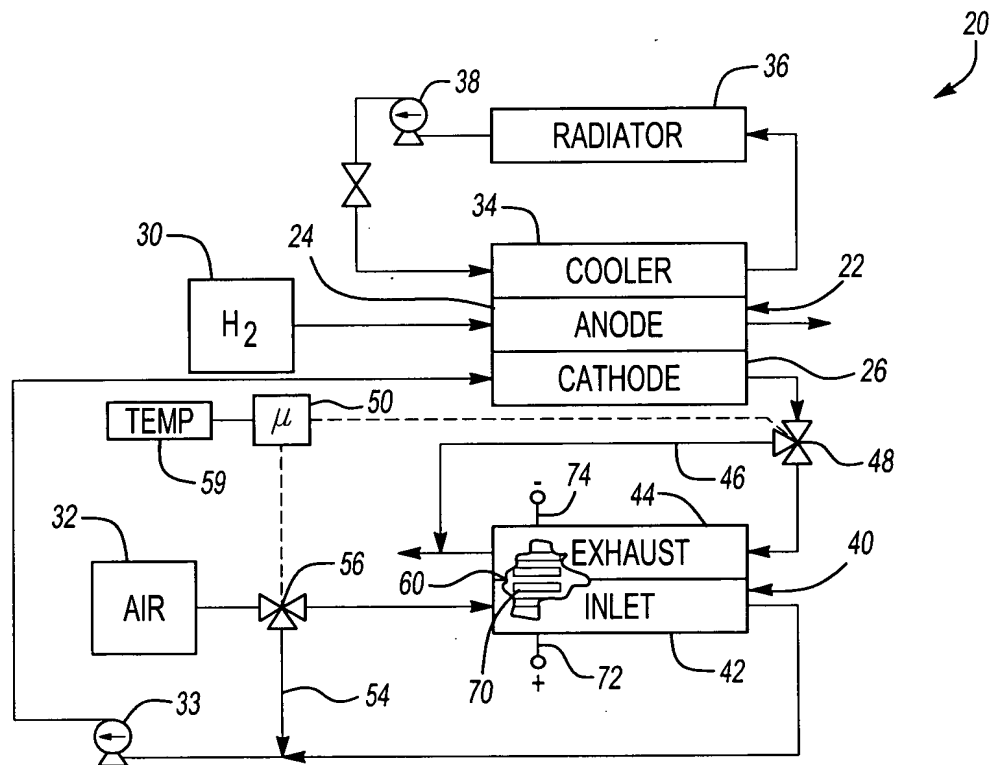 20
38
36
RADIATOR
34
30
24
COOLER
22
H2
ANODE
CATHODE
26
50
TEMP
μ
59
46
48
-
74
44
32
EXHAUST
40
56
60
AIR
INLET
+
72
70
42
54
33